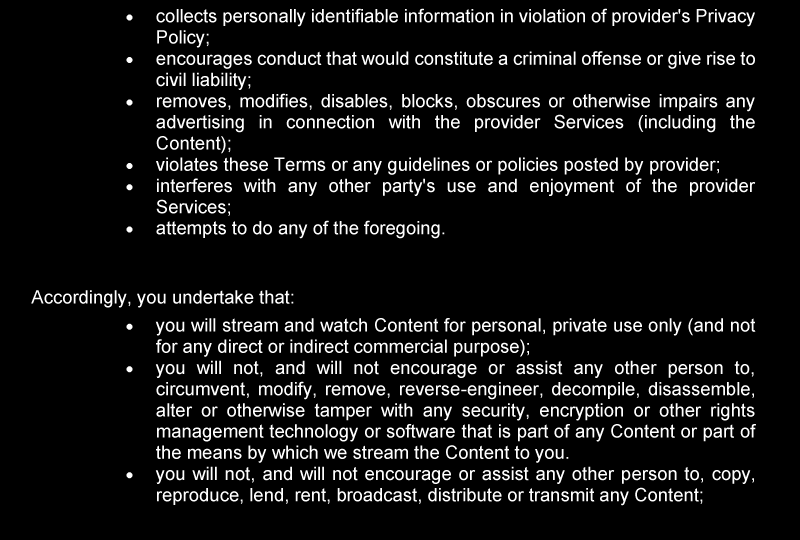 • collects personally identifiable information in violation of provider's Privacy
Policy;
• encourages conduct that would constitute a criminal offense or give rise to
civil liability;
• removes, modifies, disables, blocks, obscures or otherwise impairs any
advertising in connection with the provider Services (including the
Content);
• violates these Terms or any guidelines or policies posted by provider;
• interferes with any other party's use and enjoyment of the provider
Services;
• attempts to do any of the foregoing.
Accordingly, you undertake that:
• you will stream and watch Content for personal, private use only (and not
for any direct or indirect commercial purpose);
• you will not, and will not encourage or assist any other person to,
circumvent, modify, remove, reverse-engineer, decompile, disassemble,
alter or otherwise tamper with any security, encryption or other rights
management technology or software that is part of any Content or part of
the means by which we stream the Content to you.
• you will not, and will not encourage or assist any other person to, copy,
reproduce, lend, rent, broadcast, distribute or transmit any Content;